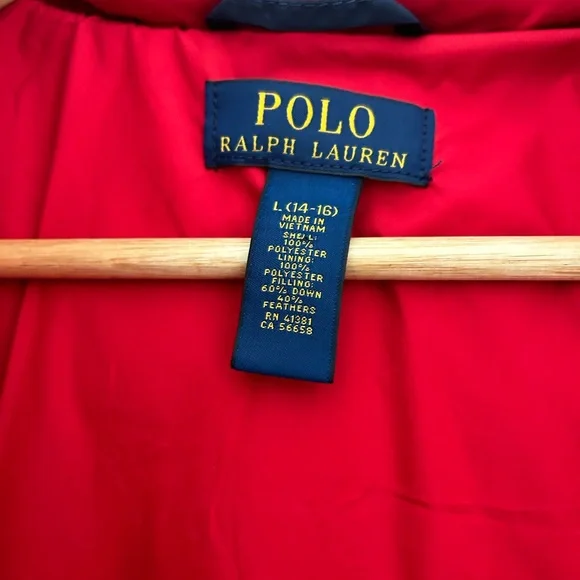 POLO
RALPH LAUREN
L (14-16)
MADE IN
VIETNAM
SHELL:
100%
POLYESTER
LINING:
100%
POLYESTER
FILLING:
60% DOWN
40%
FEATHERS
RN 41381
CA 56658